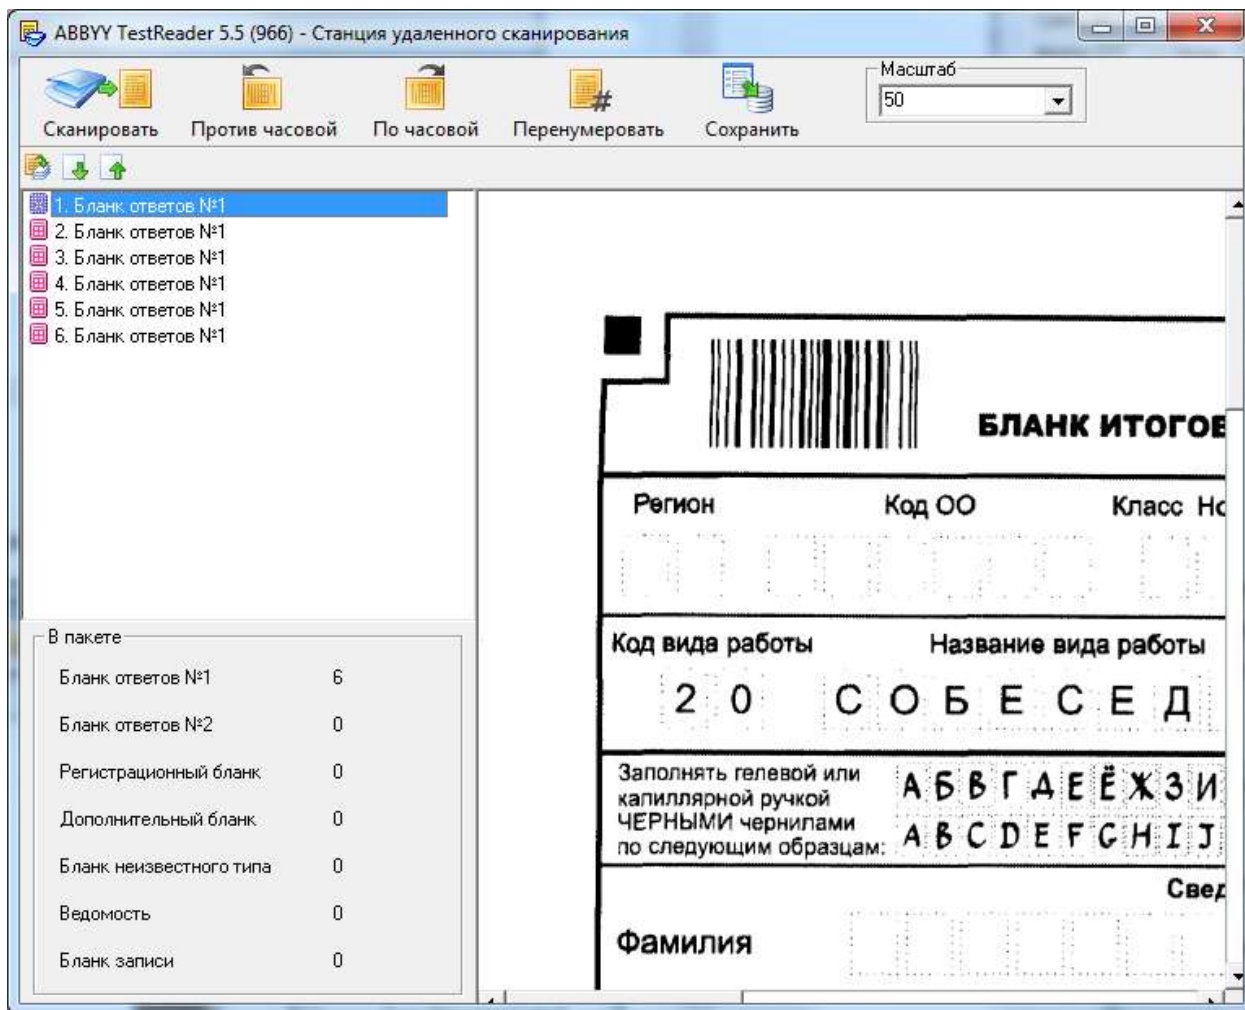 ABBYY TestReader 5.5 (966) - Станция удаленного сканирования
Сканировать Против часовой По часовой Перенумеровать Сохранить
Масштаб
50
1. Бланк ответов №1
2. Бланк ответов №1
3. Бланк ответов №1
4. Бланк ответов №1
5. Бланк ответов №1
6. Бланк ответов №1
В пакете
Бланк ответов №1 6
Бланк ответов №2 0
Регистрационный бланк 0
Дополнительный бланк 0
Бланк неизвестного типа 0
Ведомость 0
Бланк записи 0
БЛАНК ИТОГОВ
Регион Код ОО Класс Но
Код вида работы Название вида работы
2 0 С О Б Е С Е Д
Заполнять гелевой или
капиллярной ручкой
ЧЕРНЫМИ чернилами
по следующим образцам:
А Б В Г Д Е Ё Ж З И
A B C D E F G H I J
Свед
Фамилия